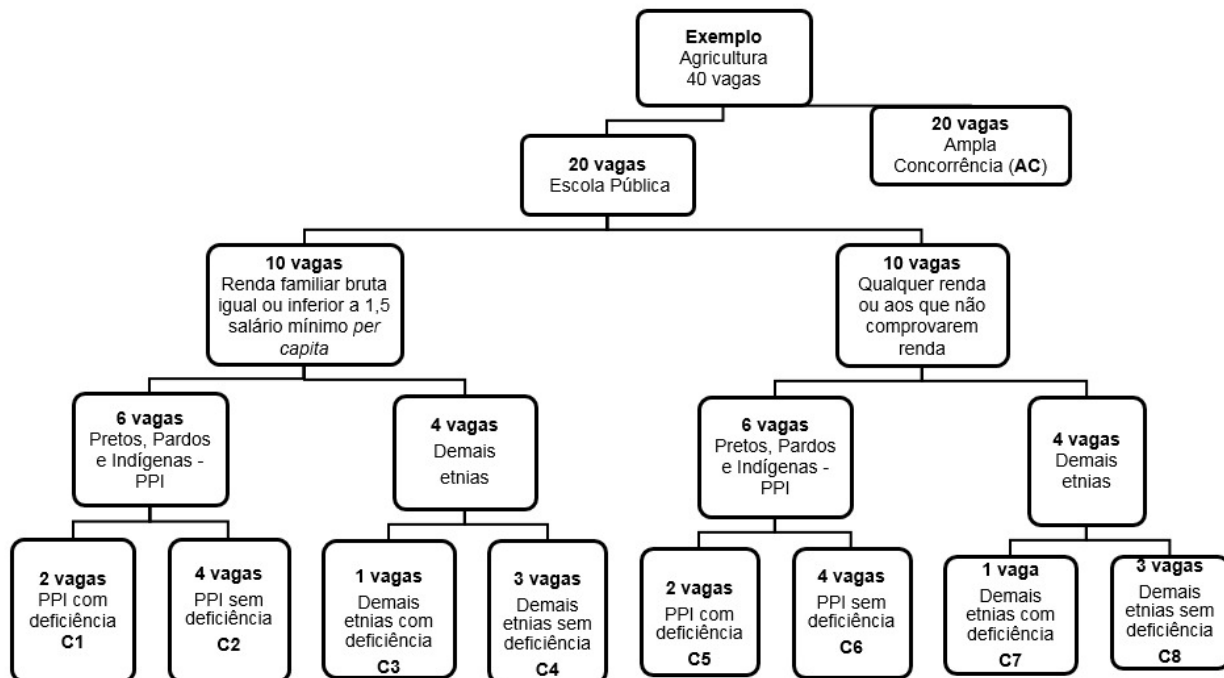 Exemplo
Agricultura
40 vagas
20 vagas
Ampla
Concorrência (AC)
20 vagas
Escola Pública
10 vagas
Renda familiar bruta
igual ou inferior a 1,5
salário mínimo per
capita
10 vagas
Qualquer renda
ou aos que não
comprovarem
renda
6 vagas
Pretos, Pardos
e Indígenas -
PPI
4 vagas
Demais
etnias
6 vagas
Pretos, Pardos
e Indígenas -
PPI
4 vagas
Demais
etnias
2 vagas
PPI com
deficiência
C1
4 vagas
PPI sem
deficiência
C2
1 vagas
Demais
etnias com
deficiência
C3
3 vagas
Demais
etnias sem
deficiência
C4
2 vagas
PPI com
deficiência
C5
4 vagas
PPI sem
deficiência
C6
1 vaga
Demais
etnias com
deficiência
C7
3 vagas
Demais
etnias sem
deficiência
C8